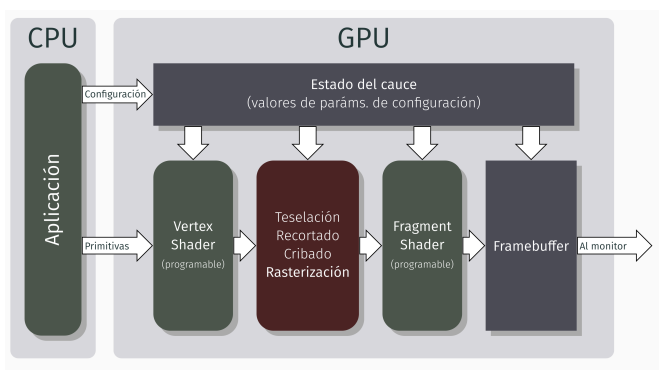 CPU
GPU
Aplicación
Configuración
Estado del cauce
(valores de paráms. de configuración)
Primitivas
Vertex
Shader
(programable)
Teselación
Recortado
Cribado
Rasterización
Fragment
Shader
(programable)
Framebuffer
Al monitor